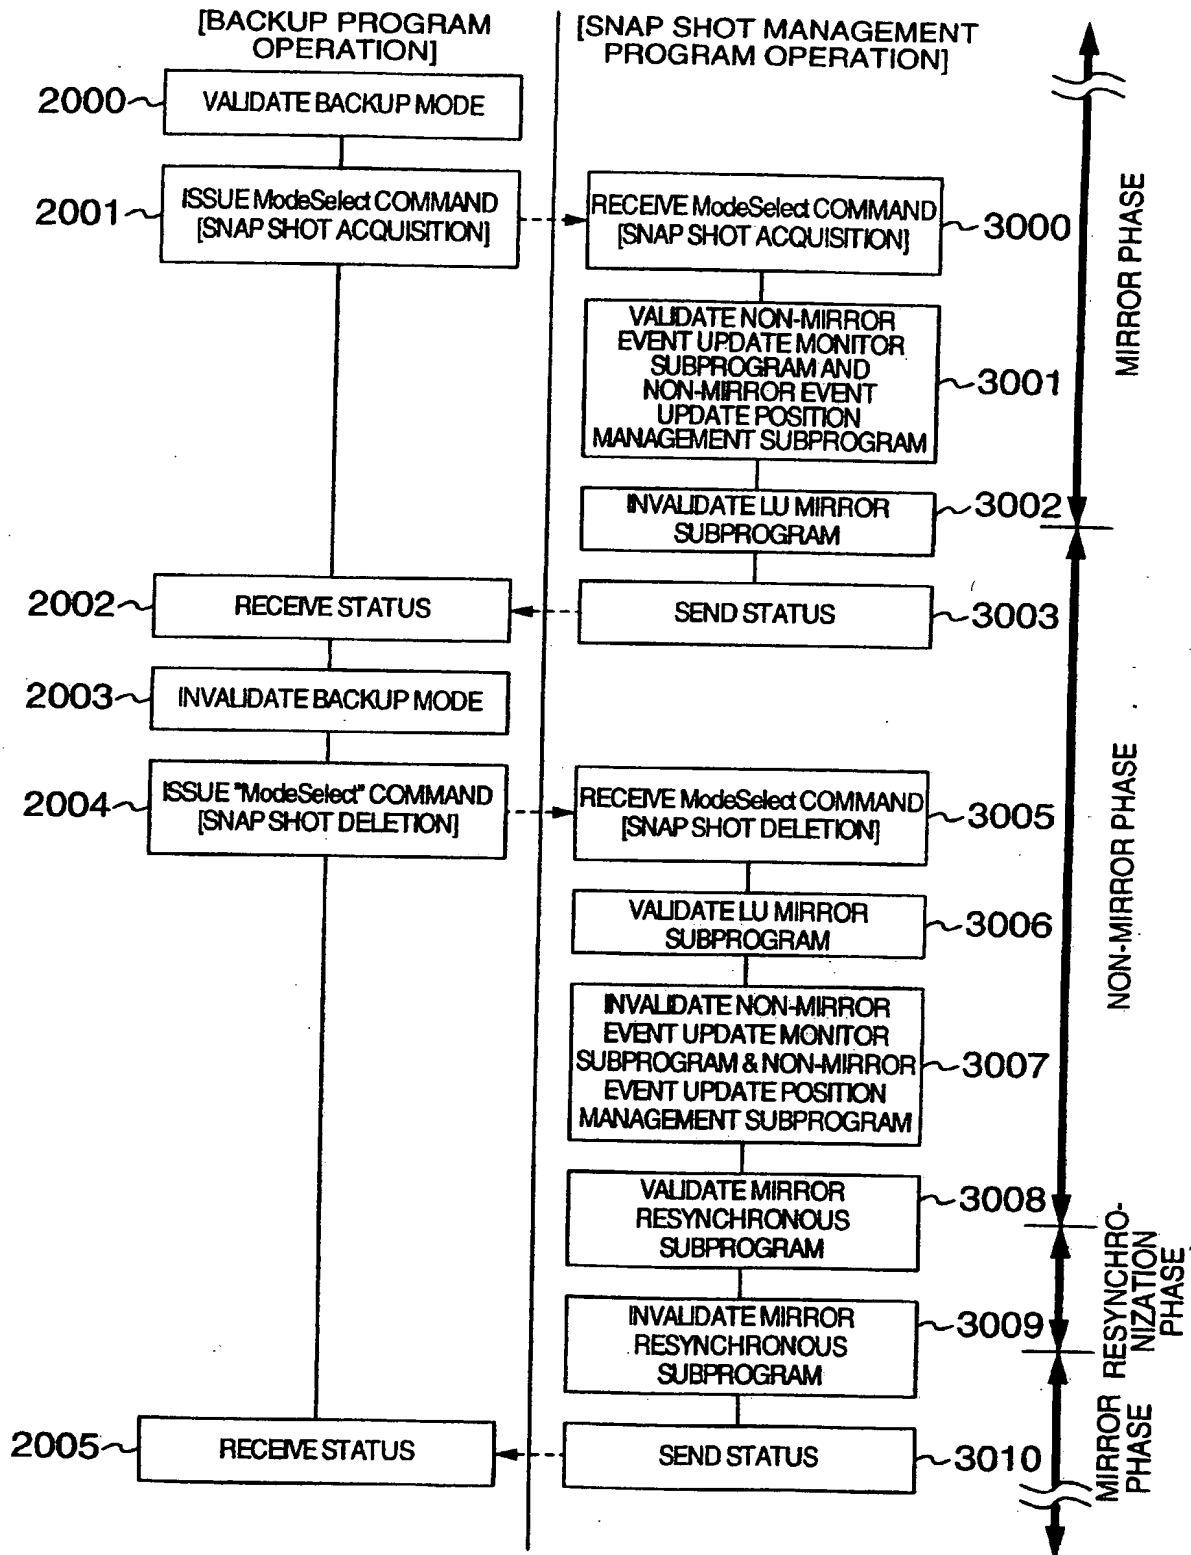 [BACKUP PROGRAM
OPERATION]
[SNAP SHOT MANAGEMENT
PROGRAM OPERATION]
2000
VALIDATE BACKUP MODE
2001
ISSUE ModeSelect COMMAND
[SNAP SHOT ACQUISITION]
RECEIVE ModeSelect COMMAND
[SNAP SHOT ACQUISITION]
3000
VALIDATE NON-MIRROR
EVENT UPDATE MONITOR
SUBPROGRAM AND
NON-MIRROR EVENT
UPDATE POSITION
MANAGEMENT SUBPROGRAM
3001
MIRROR PHASE
INVALIDATE LU MIRROR
SUBPROGRAM
3002
2002
RECEIVE STATUS
SEND STATUS
3003
2003
INVALIDATE BACKUP MODE
2004
ISSUE "ModeSelect" COMMAND
[SNAP SHOT DELETION]
RECEIVE ModeSelect COMMAND
[SNAP SHOT DELETION]
3005
VALIDATE LU MIRROR
SUBPROGRAM
3006
NON-MIRROR PHASE
INVALIDATE NON-MIRROR
EVENT UPDATE MONITOR
SUBPROGRAM & NON-MIRROR
EVENT UPDATE POSITION
MANAGEMENT SUBPROGRAM
3007
VALIDATE MIRROR
RESYNCHRONOUS
SUBPROGRAM
3008
INVALIDATE MIRROR
RESYNCHRONOUS
SUBPROGRAM
3009
RESYNCHRO-
NIZATION
PHASE
2005
RECEIVE STATUS
SEND STATUS
3010
MIRROR
PHASE